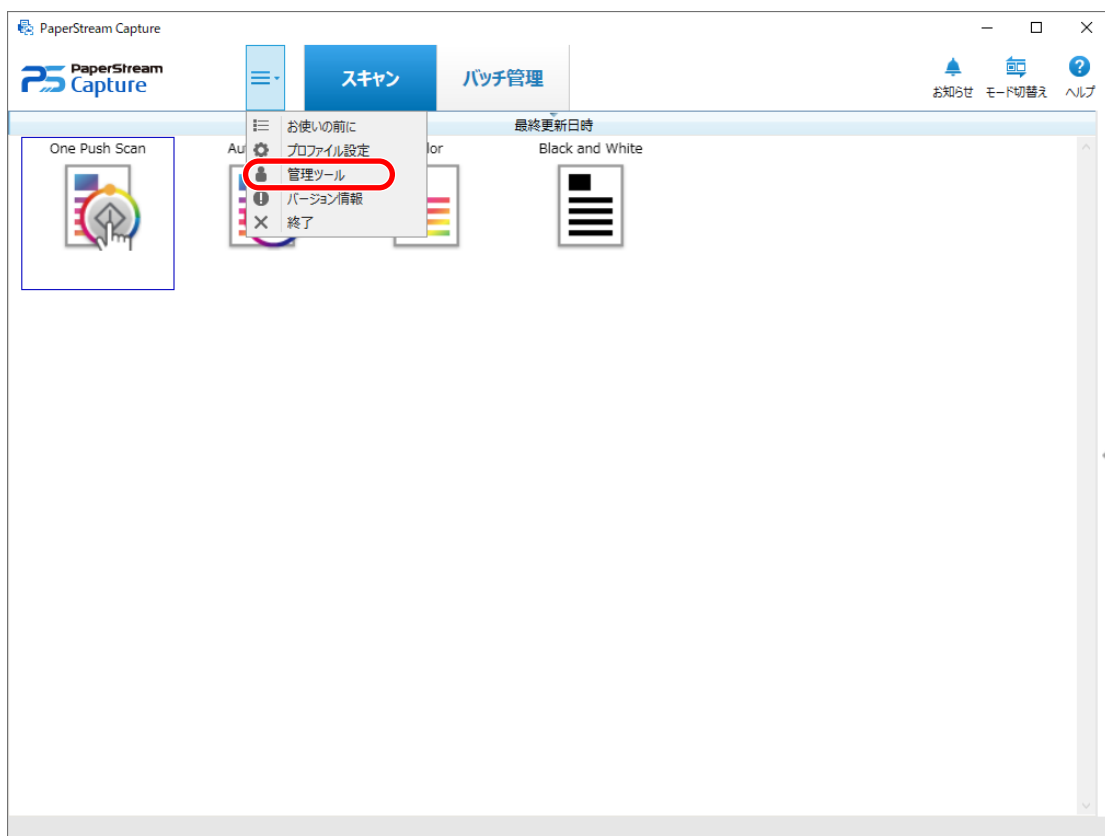 PaperStream Capture
PaperStream
Capture
スキャン
バッチ管理
お知らせ
モード切替え
ヘルプ
最終更新日時
お使いの前に
プロファイル設定
管理ツール
バージョン情報
終了
One Push Scan
Au
lor
Black and White